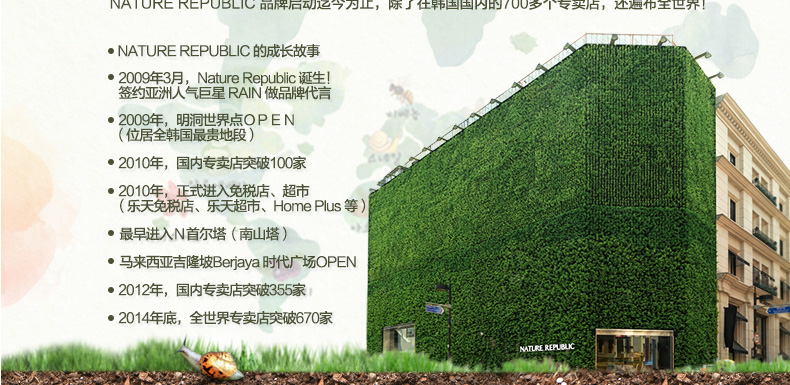 NATURE REPUBLIC 品牌启动迄今为止，除了在韩国国内的700多个专卖店，还遍布全世界！
● NATURE REPUBLIC 的成长故事
● 2009年3月，Nature Republic 诞生！
签约亚洲人气巨星 RAIN 做品牌代言
● 2009年，明洞世界点OPEN
（位居全韩国最贵地段）
● 2010年，国内专卖店突破100家
● 2010年，正式进入免税店、超市
（乐天免税店、乐天超市、Home Plus 等）
● 最早进入N首尔塔（南山塔）
● 马来西亚吉隆坡Berjaya 时代广场OPEN
● 2012年，国内专卖店突破355家
● 2014年底，全世界专卖店突破670家
NATURE REPUBLIC